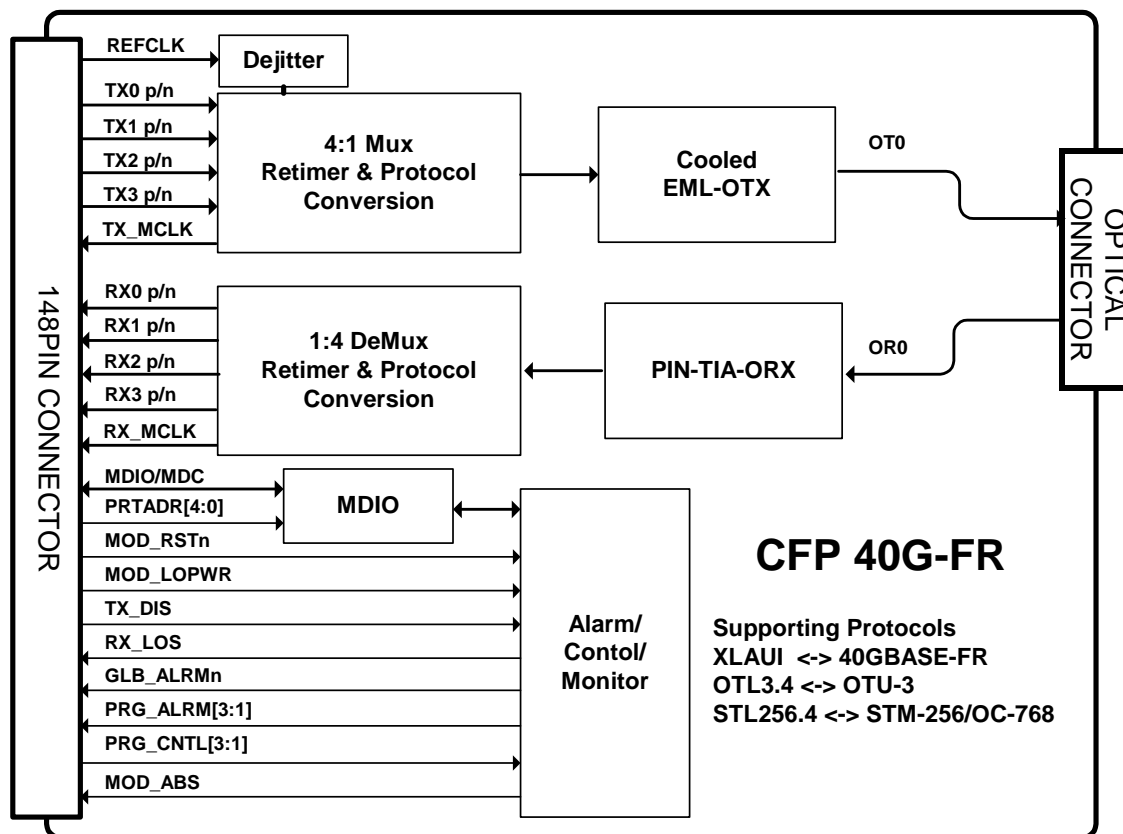 REFCLK
Dejitter
TX0 p/n
TX1 p/n
TX2 p/n
TX3 p/n
TX_MCLK
4:1 Mux
Retimer & Protocol
Conversion
Cooled
EML-OTX
OT0
OPTICAL
CONNECTOR
148PIN CONNECTOR
RX0 p/n
RX1 p/n
RX2 p/n
RX3 p/n
RX_MCLK
1:4 DeMux
Retimer & Protocol
Conversion
PIN-TIA-ORX
OR0
MDIO/MDC
PRTADR[4:0]
MDIO
MOD_RSTn
MOD_LOPWR
TX_DIS
RX_LOS
GLB_ALRMn
PRG_ALRM[3:1]
PRG_CNTL[3:1]
MOD_ABS
Alarm/
Contol/
Monitor
CFP 40G-FR
Supporting Protocols
XLAUI <-> 40GBASE-FR
OTL3.4 <-> OTU-3
STL256.4 <-> STM-256/OC-768